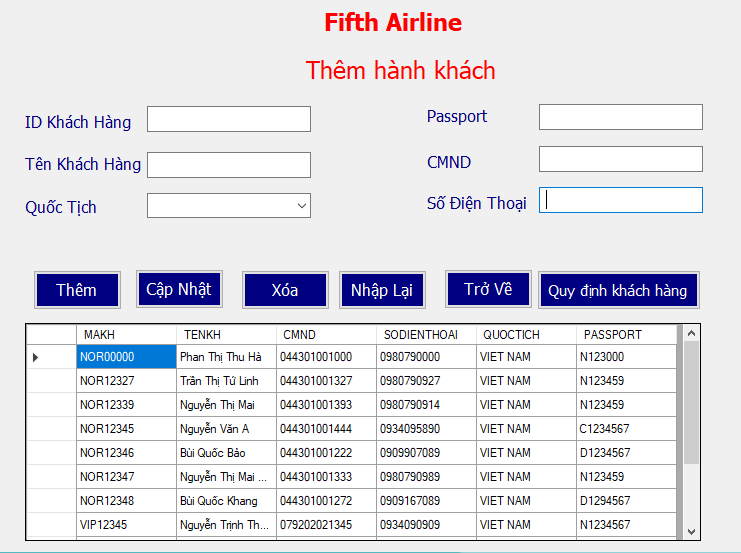 Fifth Airline
Thêm hành khách
ID Khách Hàng
Passport
Tên Khách Hàng
CMND
Quốc Tịch
Số Điện Thoại
Thêm Cập Nhật Xóa Nhập Lại Trở Về Quy định khách hàng
MAKH TENKH CMND SODIENTHOAI QUOCTICH PASSPORT
NOR00000 Phan Thị Thu Hà 044301001000 0980790000 VIET NAM N123000
NOR12327 Trần Thị Tứ Linh 044301001327 0980790927 VIET NAM N123459
NOR12339 Nguyễn Thị Mai 044301001393 0980790914 VIET NAM N123459
NOR12345 Nguyễn Văn A 044301001444 0934095890 VIET NAM C1234567
NOR12346 Bùi Quốc Bảo 044301001222 0909907089 VIET NAM D1234567
NOR12347 Nguyễn Thị Mai ... 044301001333 0980790989 VIET NAM N123459
NOR12348 Bùi Quốc Khang 044301001272 0909167089 VIET NAM D1294567
VIP12345 Nguyễn Trịnh Th... 079202021345 0934090909 VIET NAM N1234567